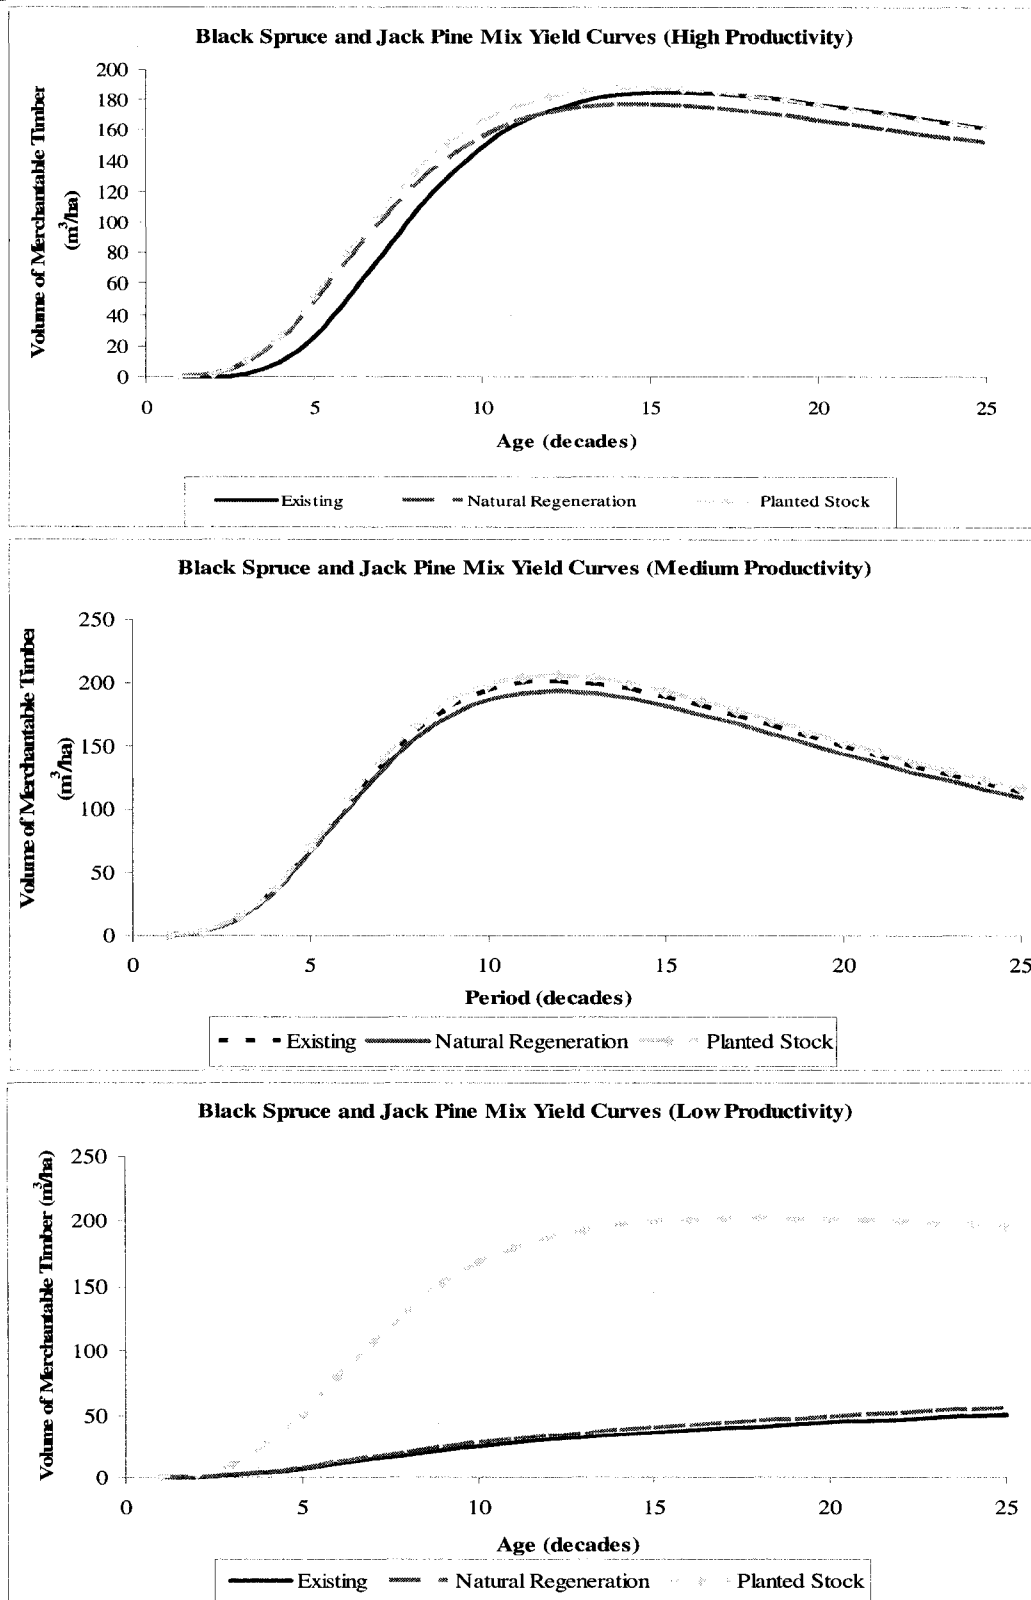 Black Spruce and Jack Pine Mix Yield Curves (High Productivity)
Volume of Merchantable Timber
(m³/ha)
200
180
160
140
120
100
80
60
40
20
0
0 5 10 15 20 25
Age (decades)
Existing Natural Regeneration Planted Stock
Black Spruce and Jack Pine Mix Yield Curves (Medium Productivity)
Volume of Merchantable Timbe
(m³/ha)
250
200
150
100
50
0
0 5 10 15 20 25
Period (decades)
Existing Natural Regeneration Planted Stock
Black Spruce and Jack Pine Mix Yield Curves (Low Productivity)
Volume of Merchantable Timber (m³/ha)
250
200
150
100
50
0
0 5 10 15 20 25
Age (decades)
Existing Natural Regeneration Planted Stock